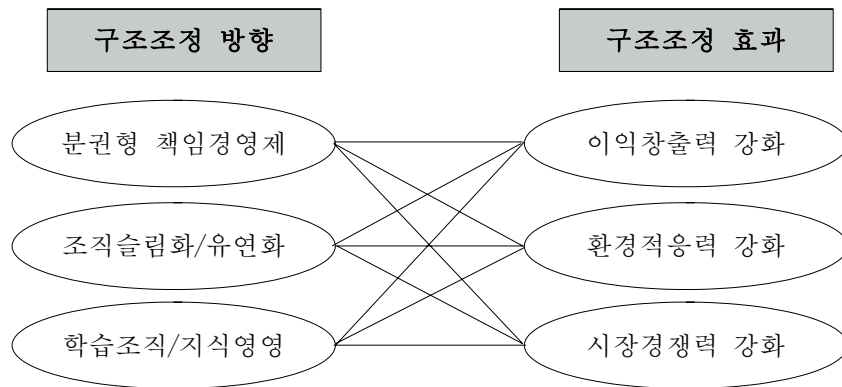 구조조정 방향
구조조정 효과
분권형 책임경영제
이익창출력 강화
조직슬림화/유연화
환경적응력 강화
학습조직/지식영영
시장경쟁력 강화